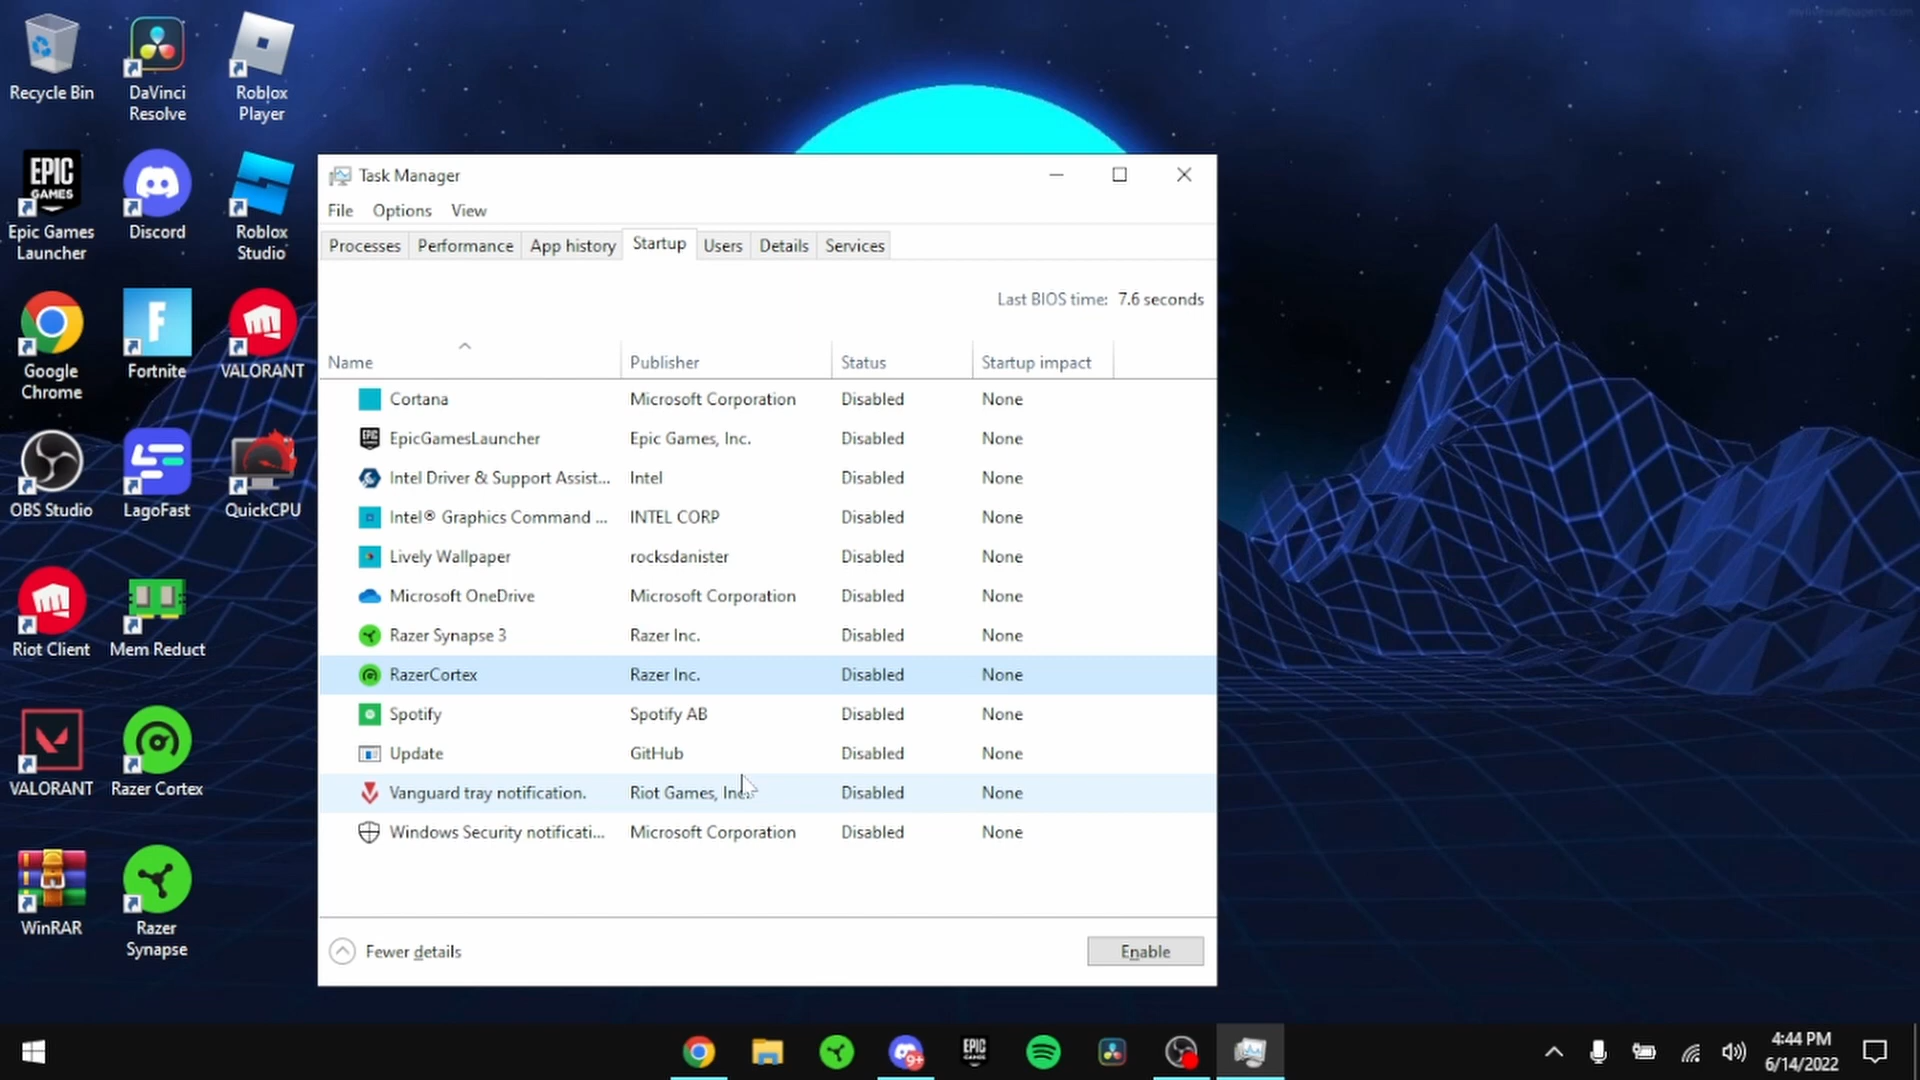 Recycle Bin
DaVinci
Resolve
Roblox
Player
EPIC
GAMES
Epic Games
Launcher
Discord
Roblox
Studio
Google
Chrome
F
Fortnite
VALORANT
OBS Studio
LagoFast
QuickCPU
Riot Client
Mem Reduct
VALORANT
Razer Cortex
WinRAR
Razer
Synapse
Task Manager
File Options View
Processes Performance App history Startup Users Details Services
Last BIOS time: 7.6 seconds
Name Publisher Status Startup impact
Cortana Microsoft Corporation Disabled None
EpicGamesLauncher Epic Games, Inc. Disabled None
Intel Driver & Support Assist... Intel Disabled None
Intel® Graphics Command ... INTEL CORP Disabled None
Lively Wallpaper rocksdanister Disabled None
Microsoft OneDrive Microsoft Corporation Disabled None
Razer Synapse 3 Razer Inc. Disabled None
RazerCortex Razer Inc. Disabled None
Spotify Spotify AB Disabled None
Update GitHub Disabled None
Vanguard tray notification. Riot Games, Inc. Disabled None
Windows Security notificati... Microsoft Corporation Disabled None
Fewer details
Enable
9+
EPIC
GAMES
4:44 PM
6/14/2022